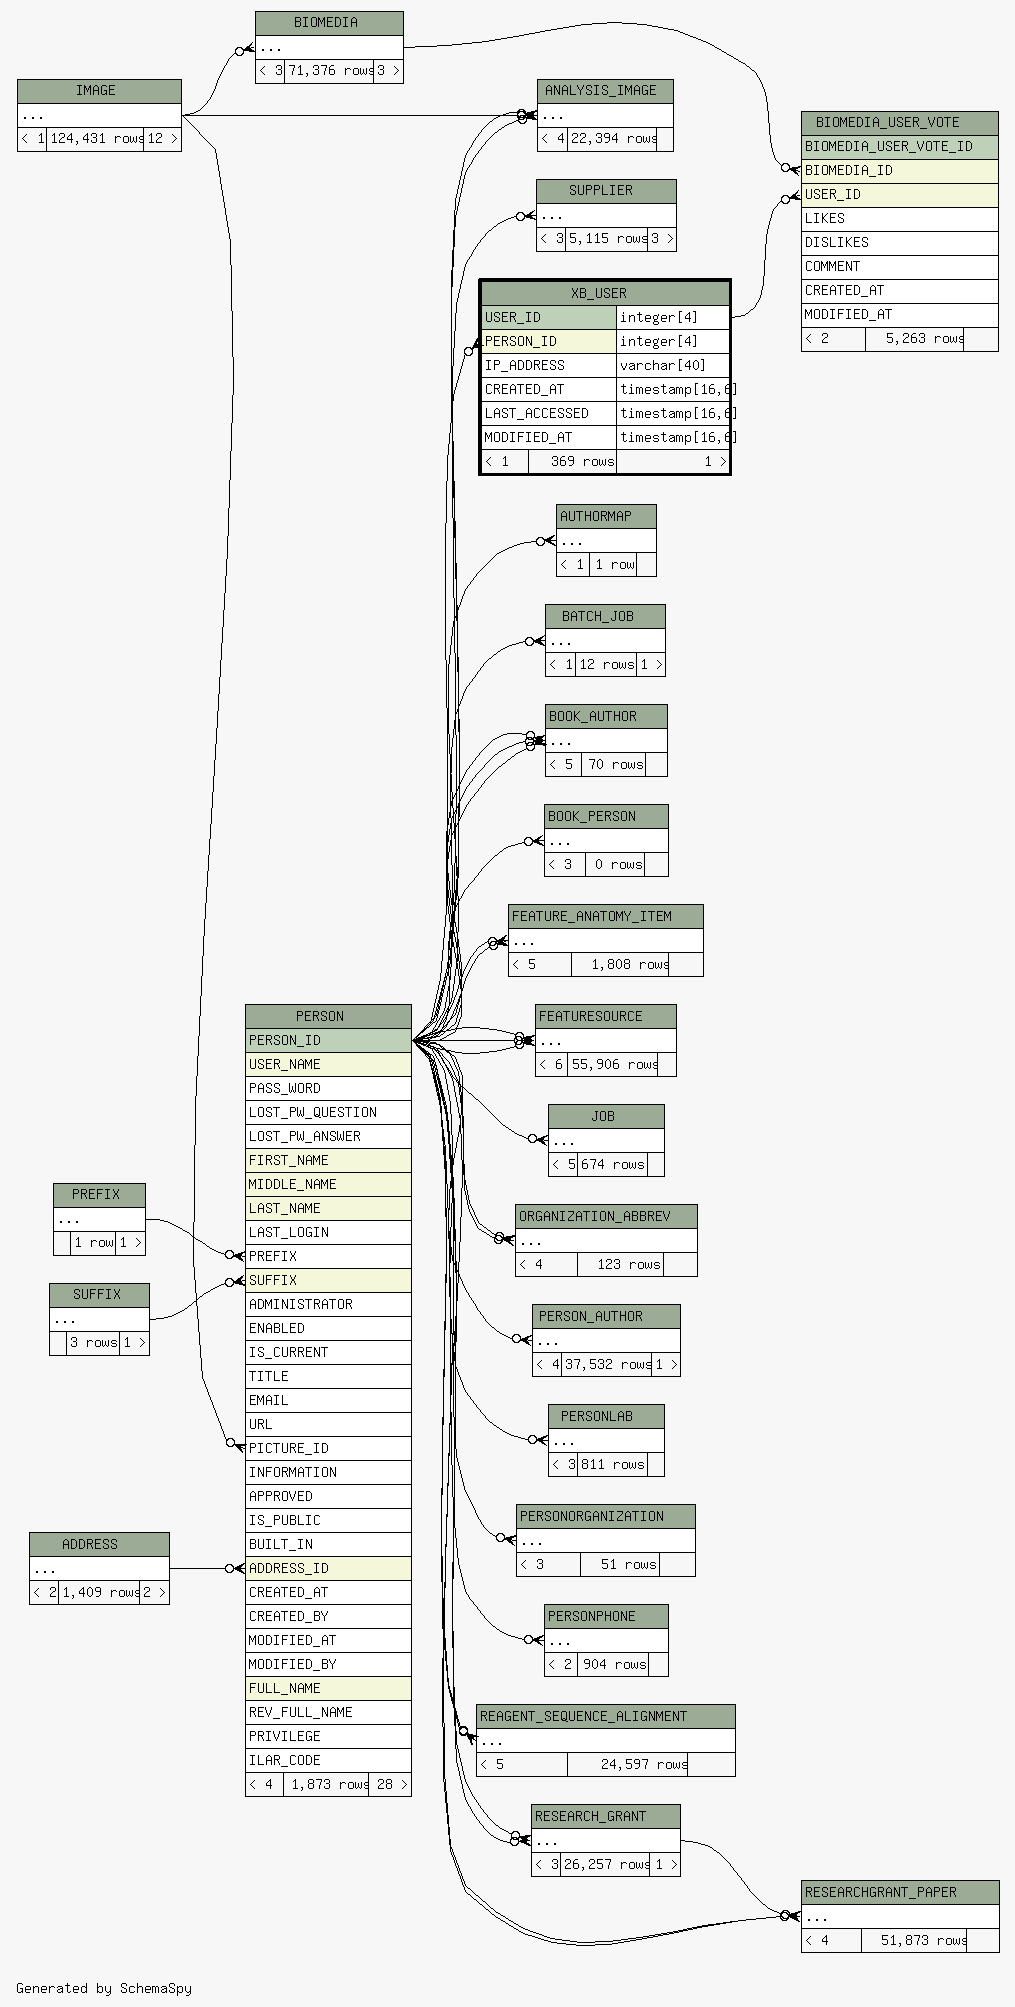 BIOMEDIA
...
< 3 71,376 rows 3 >
IMAGE
...
< 1 124,431 rows 12 >
ANALYSIS_IMAGE
...
< 4 22,394 rows
BIOMEDIA_USER_VOTE
BIOMEDIA_USER_VOTE_ID
BIOMEDIA_ID
USER_ID
LIKES
DISLIKES
COMMENT
CREATED_AT
MODIFIED_AT
< 2 5,263 rows
SUPPLIER
...
< 3 5,115 rows 3 >
XB_USER
USER_ID integer[4]
PERSON_ID integer[4]
IP_ADDRESS varchar[40]
CREATED_AT timestamp[16,6]
LAST_ACCESSED timestamp[16,6]
MODIFIED_AT timestamp[16,6]
< 1 369 rows 1 >
AUTHORMAP
...
< 1 1 row
BATCH_JOB
...
< 1 12 rows 1 >
BOOK_AUTHOR
...
< 5 70 rows
BOOK_PERSON
...
< 3 0 rows
FEATURE_ANATOMY_ITEM
...
< 5 1,808 rows
PERSON
PERSON_ID
USER_NAME
PASS_WORD
LOST_PW_QUESTION
LOST_PW_ANSWER
FIRST_NAME
MIDDLE_NAME
LAST_NAME
LAST_LOGIN
PREFIX
SUFFIX
ADMINISTRATOR
ENABLED
IS_CURRENT
TITLE
EMAIL
URL
PICTURE_ID
INFORMATION
APPROVED
IS_PUBLIC
BUILT_IN
ADDRESS_ID
CREATED_AT
CREATED_BY
MODIFIED_AT
MODIFIED_BY
FULL_NAME
REV_FULL_NAME
PRIVILEGE
ILAR_CODE
< 4 1,873 rows 28 >
FEATURESOURCE
...
< 6 55,906 rows
JOB
...
< 5 674 rows
PREFIX
...
1 row 1 >
SUFFIX
...
3 rows 1 >
ORGANIZATION_ABBREV
...
< 4 123 rows
PERSON_AUTHOR
...
< 4 37,532 rows 1 >
PERSONLAB
...
< 3 811 rows
PERSONORGANIZATION
...
< 3 51 rows
ADDRESS
...
< 2 1,409 rows 2 >
PERSONPHONE
...
< 2 904 rows
REAGENT_SEQUENCE_ALIGNMENT
...
< 5 24,597 rows
RESEARCH_GRANT
...
< 3 26,257 rows 1 >
RESEARCHGRANT_PAPER
...
< 4 51,873 rows
Generated by SchemaSpy